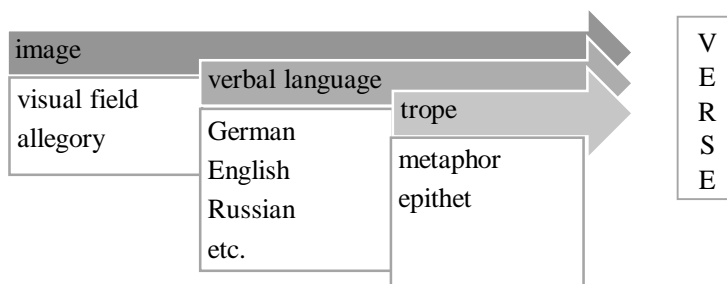 image
visual field
allegory
verbal language
German
English
Russian
etc.
trope
metaphor
epithet
V
E
R
S
E